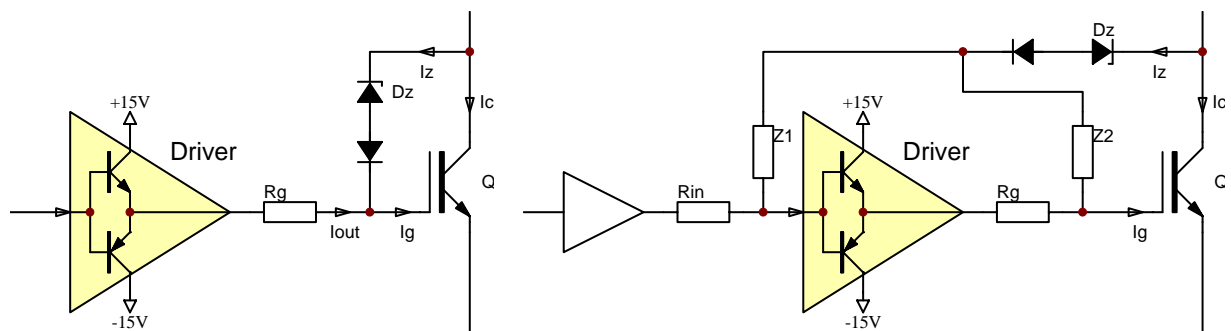 Iz
Dz
Ic
+15V
Driver
Q
Rg
Iout
Ig
-15V
Dz
Iz
Ic
+15V
Z1
Driver
Z2
Q
Rin
Rg
Ig
-15V